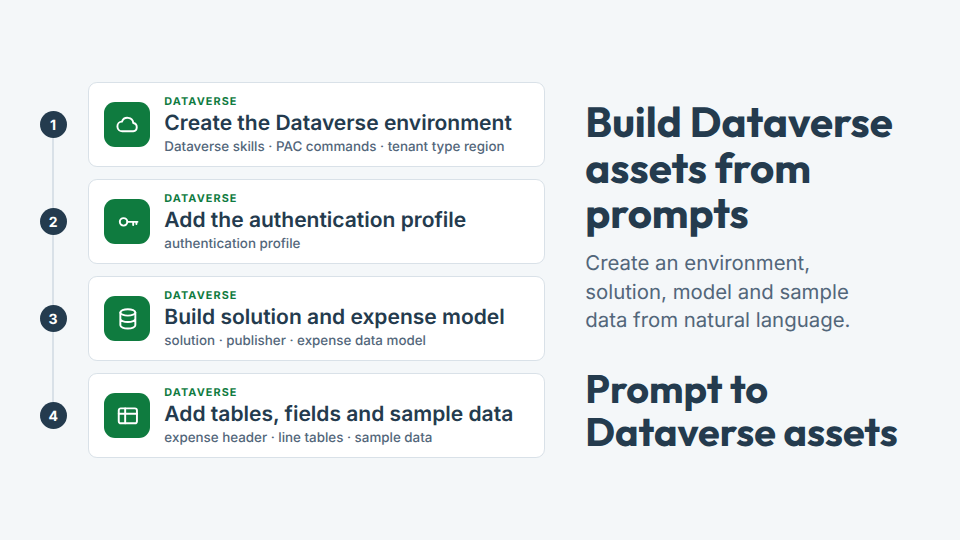 1
DATAVERSE
Create the Dataverse environment
Dataverse skills · PAC commands · tenant type region
2
DATAVERSE
Add the authentication profile
authentication profile
3
DATAVERSE
Build solution and expense model
solution · publisher · expense data model
4
DATAVERSE
Add tables, fields and sample data
expense header · line tables · sample data
Build Dataverse
assets from
prompts
Create an environment,
solution, model and sample
data from natural language.
Prompt to
Dataverse assets